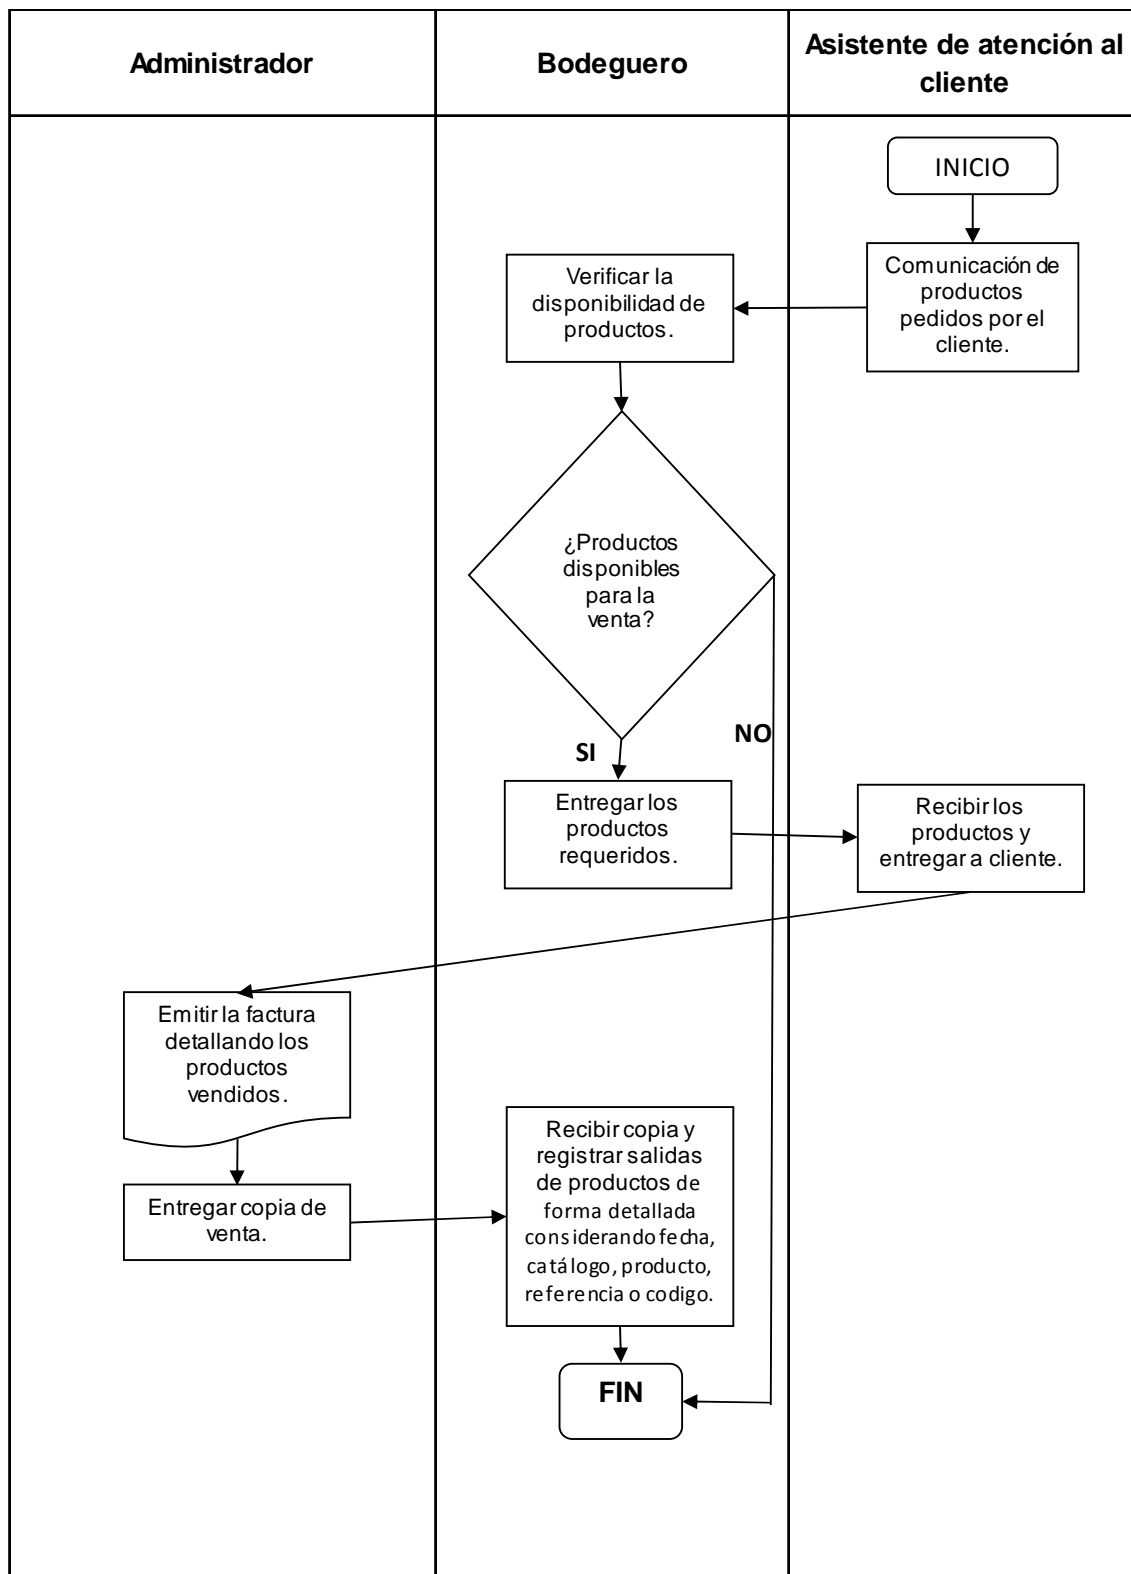 Administrador
Bodeguero
Asistente de atención al
cliente
INICIO
Comunicación de
productos
pedidos por el
cliente.
Verificar la
disponibilidad de
productos.
¿Productos
disponibles
para la
venta?
NO
SI
Entregar los
productos
requeridos.
Recibir los
productos y
entregar a cliente.
Emitir la factura
detallando los
productos
vendidos.
Entregar copia de
venta.
Recibir copia y
registrar salidas
de productos de
forma detallada
considerando fecha,
catálogo, producto,
referencia o codigo.
FIN